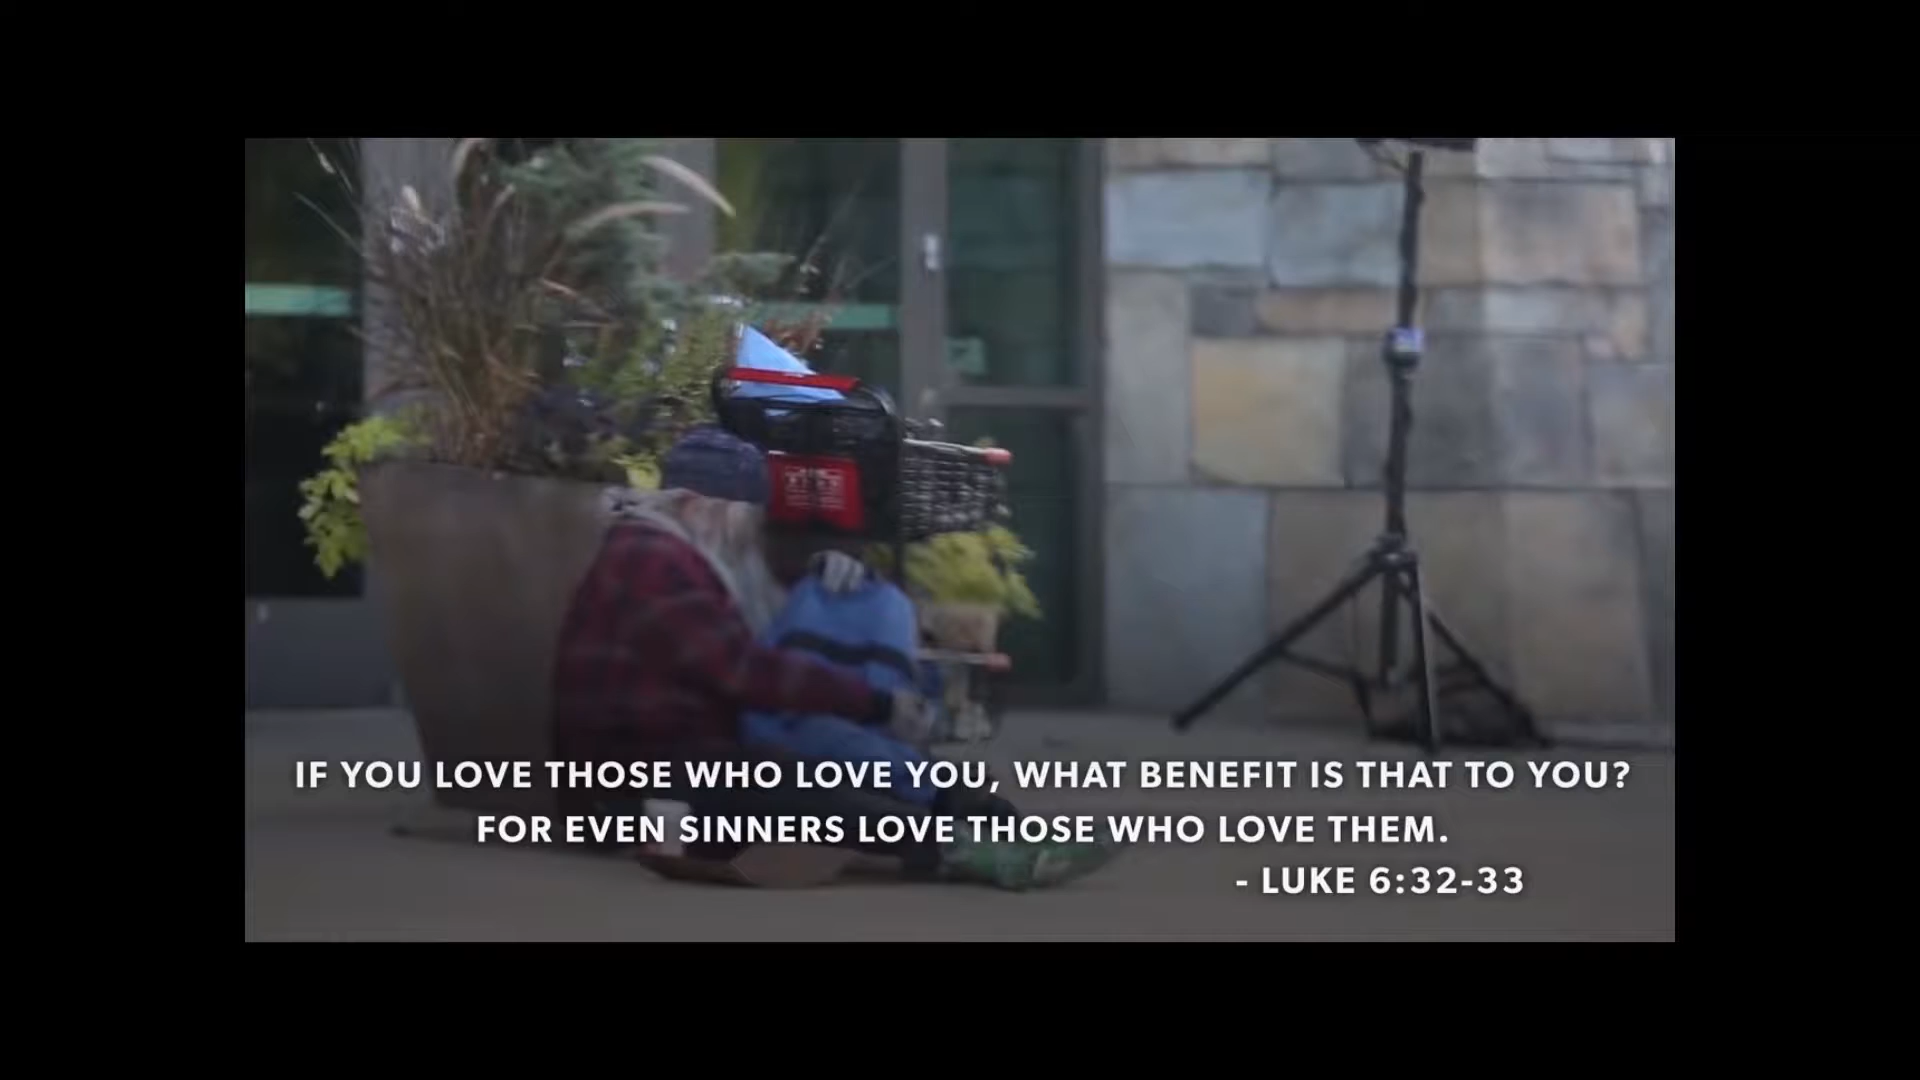 IF YOU LOVE THOSE WHO LOVE YOU, WHAT BENEFIT IS THAT TO YOU?
FOR EVEN SINNERS LOVE THOSE WHO LOVE THEM.
- LUKE 6:32-33